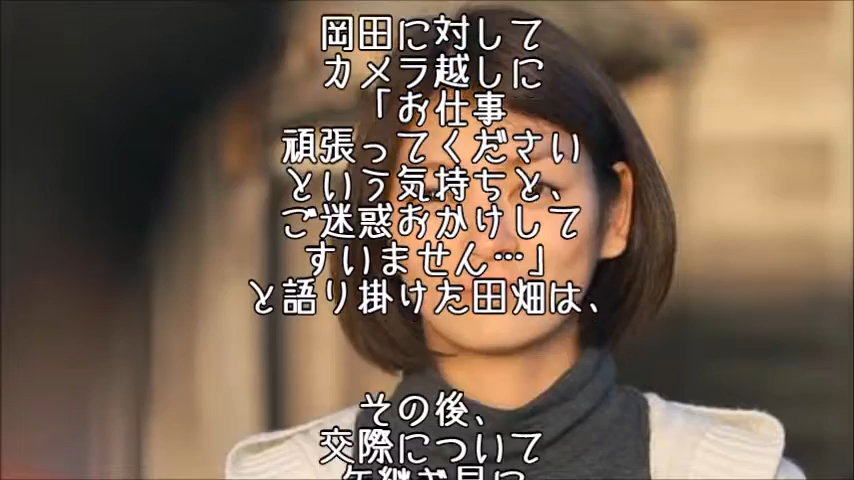 岡田に対して
カメラ越しに
「お仕事
頑張ってください
という気持ちと、
ご迷惑おかけして
すいません…」
と語り掛けた田畑は、
その後、
交際について